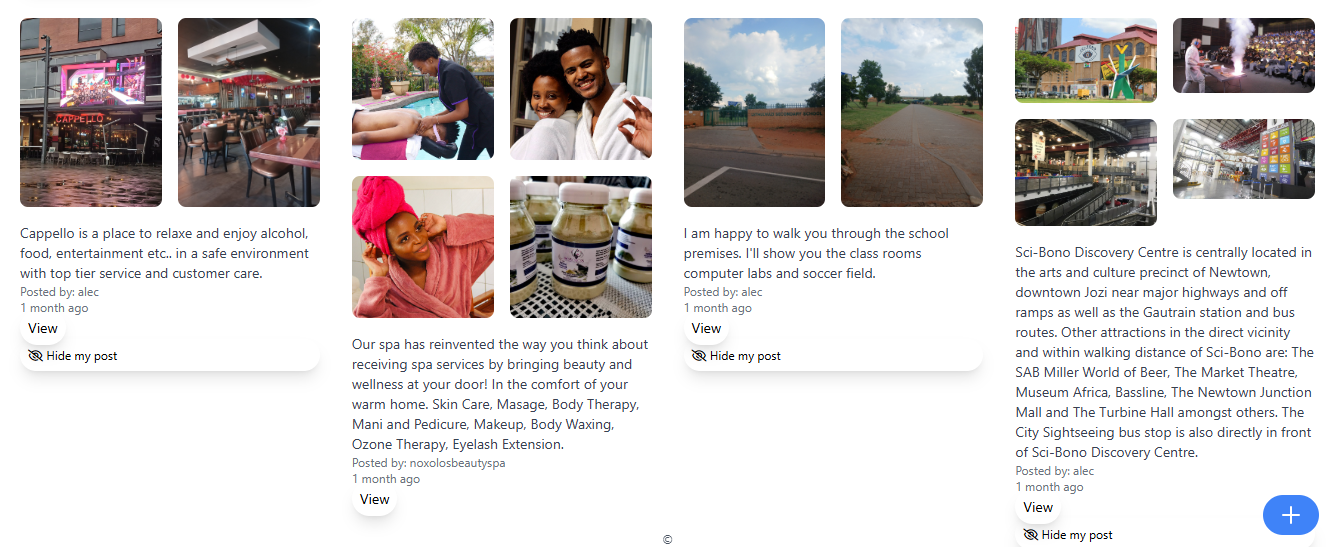 CAPPELLO
Cappello is a place to relaxe and enjoy alcohol,
food, entertainment etc.. in a safe environment
with top tier service and customer care.
Posted by: alec
1 month ago
View
Hide my post
Our spa has reinvented the way you think about
receiving spa services by bringing beauty and
wellness at your door! In the comfort of your
warm home. Skin Care, Masage, Body Therapy,
Mani and Pedicure, Makeup, Body Waxing,
Ozone Therapy, Eyelash Extension.
Posted by: noxolosbeautyspa
1 month ago
View
I am happy to walk you through the school
premises. I'll show you the class rooms
computer labs and soccer field.
Posted by: alec
1 month ago
View
Hide my post
Sci-Bono Discovery Centre is centrally located in
the arts and culture precinct of Newtown,
downtown Jozi near major highways and off
ramps as well as the Gautrain station and bus
routes. Other attractions in the direct vicinity
and within walking distance of Sci-Bono are: The
SAB Miller World of Beer, The Market Theatre,
Museum Africa, Bassline, The Newtown Junction
Mall and The Turbine Hall amongst others. The
City Sightseeing bus stop is also directly in front
of Sci-Bono Discovery Centre.
Posted by: alec
1 month ago
View
Hide my post
©